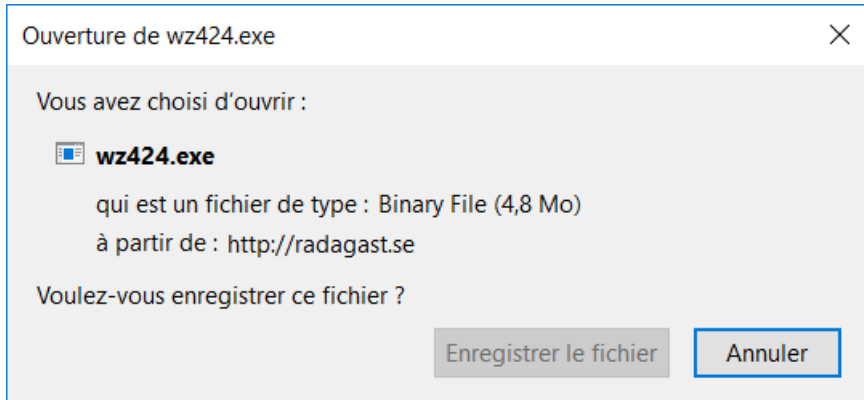 Ouverture de wz424.exe
Vous avez choisi d’ouvrir :
wz424.exe
qui est un fichier de type : Binary File (4,8 Mo)
à partir de : http://radagast.se
Voulez-vous enregistrer ce fichier ?
Enregistrer le fichier Annuler